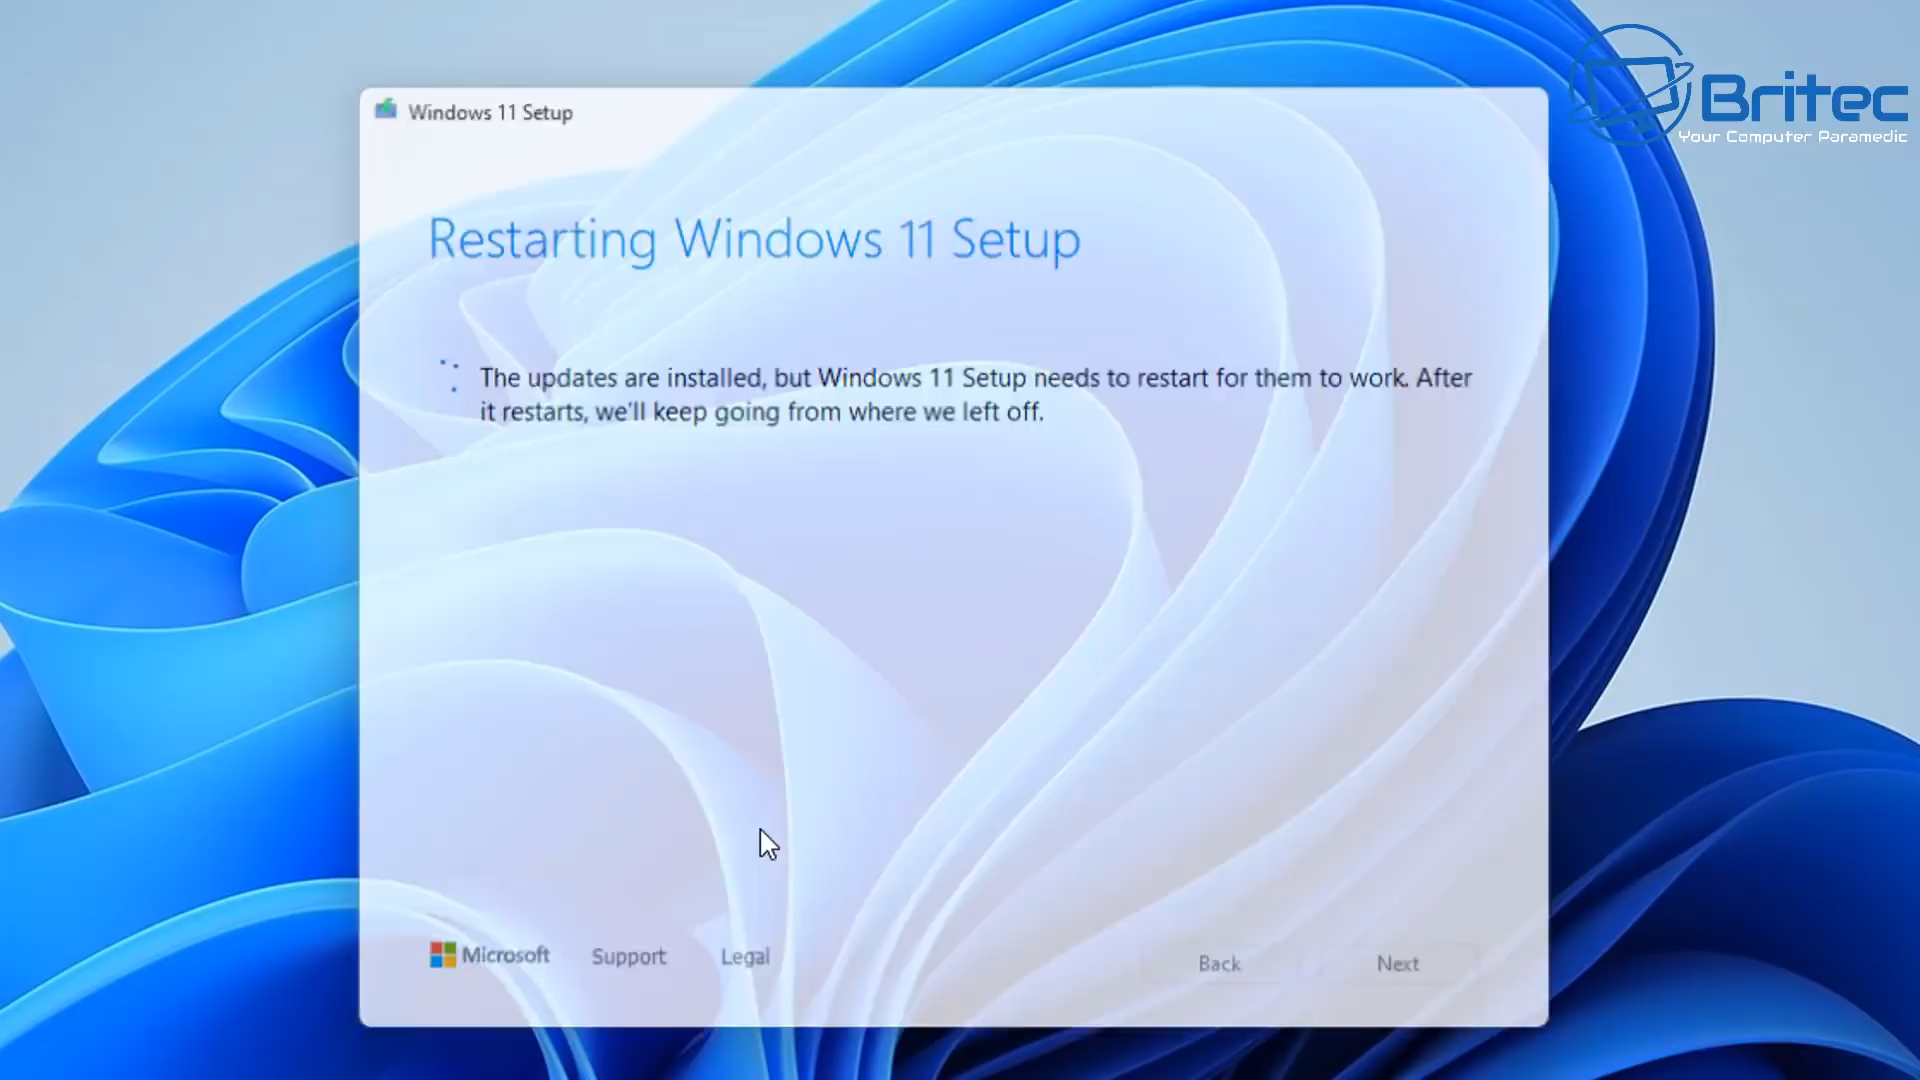 Britec
Your Computer Paramedic
Windows 11 Setup
Restarting Windows 11 Setup
The updates are installed, but Windows 11 Setup needs to restart for them to work. After
it restarts, we'll keep going from where we left off.
Microsoft Support Legal Back Next